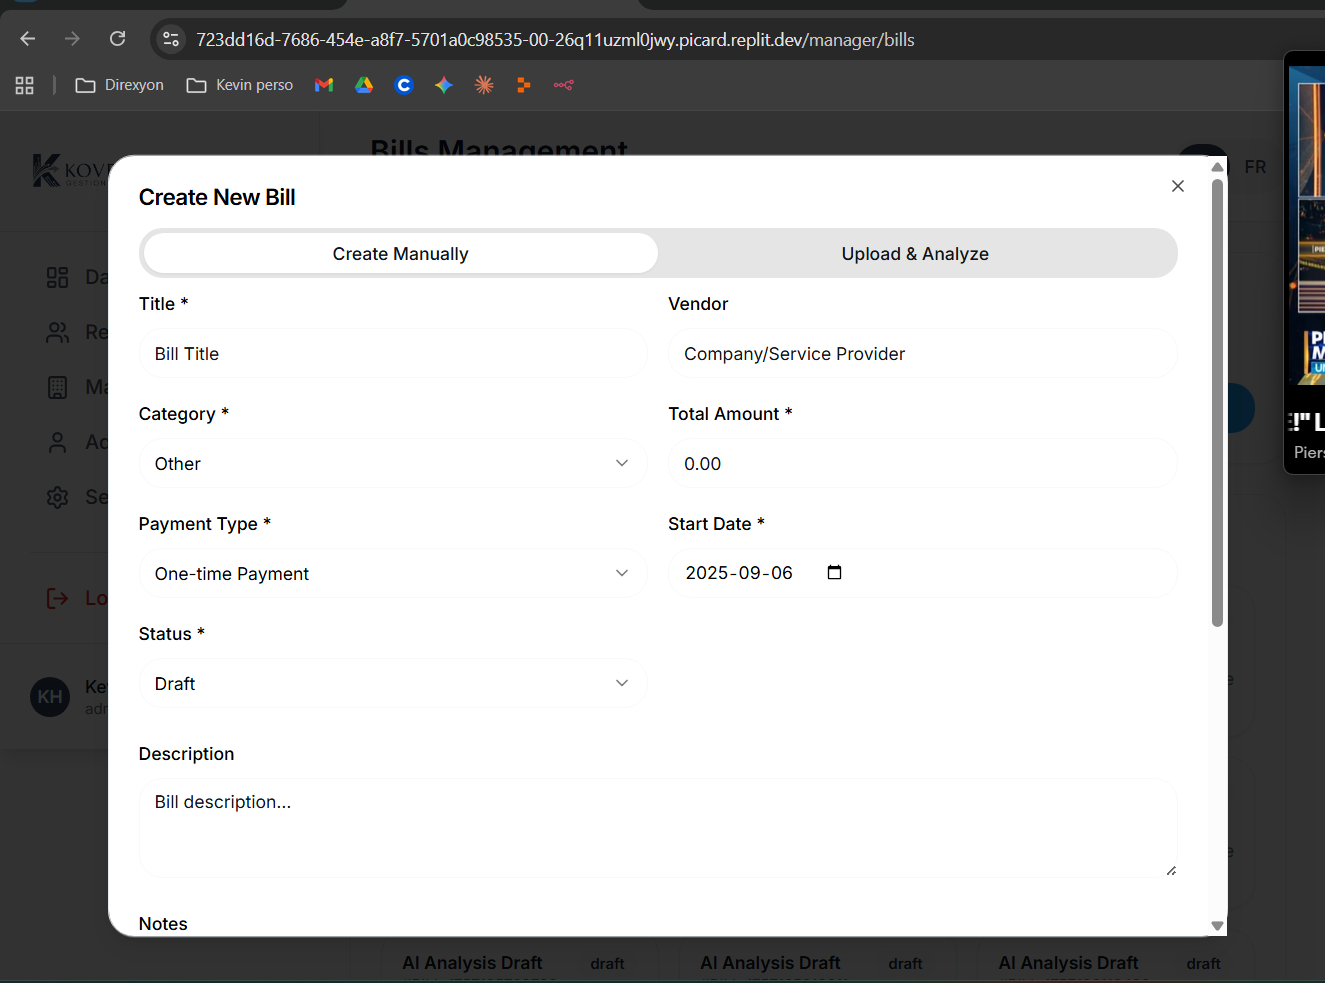 723dd16d-7686-454e-a8f7-5701a0c98535-00-26q11uzml0jwy.picard.replit.dev/manager/bills
Direxyon
Kevin perso
Bills Management
FR
KOV
Create New Bill
Create Manually
Upload & Analyze
Title *
Vendor
Bill Title
Company/Service Provider
Category *
Total Amount *
Other
0.00
Payment Type *
Start Date *
One-time Payment
2025-09-06
Status *
Draft
Description
Bill description...
Notes
Da
Re
Ma
Ad
Se
Lo
KH
Ke
adr
AI Analysis Draft
draft
AI Analysis Draft
draft
AI Analysis Draft
draft
!" L
Piers